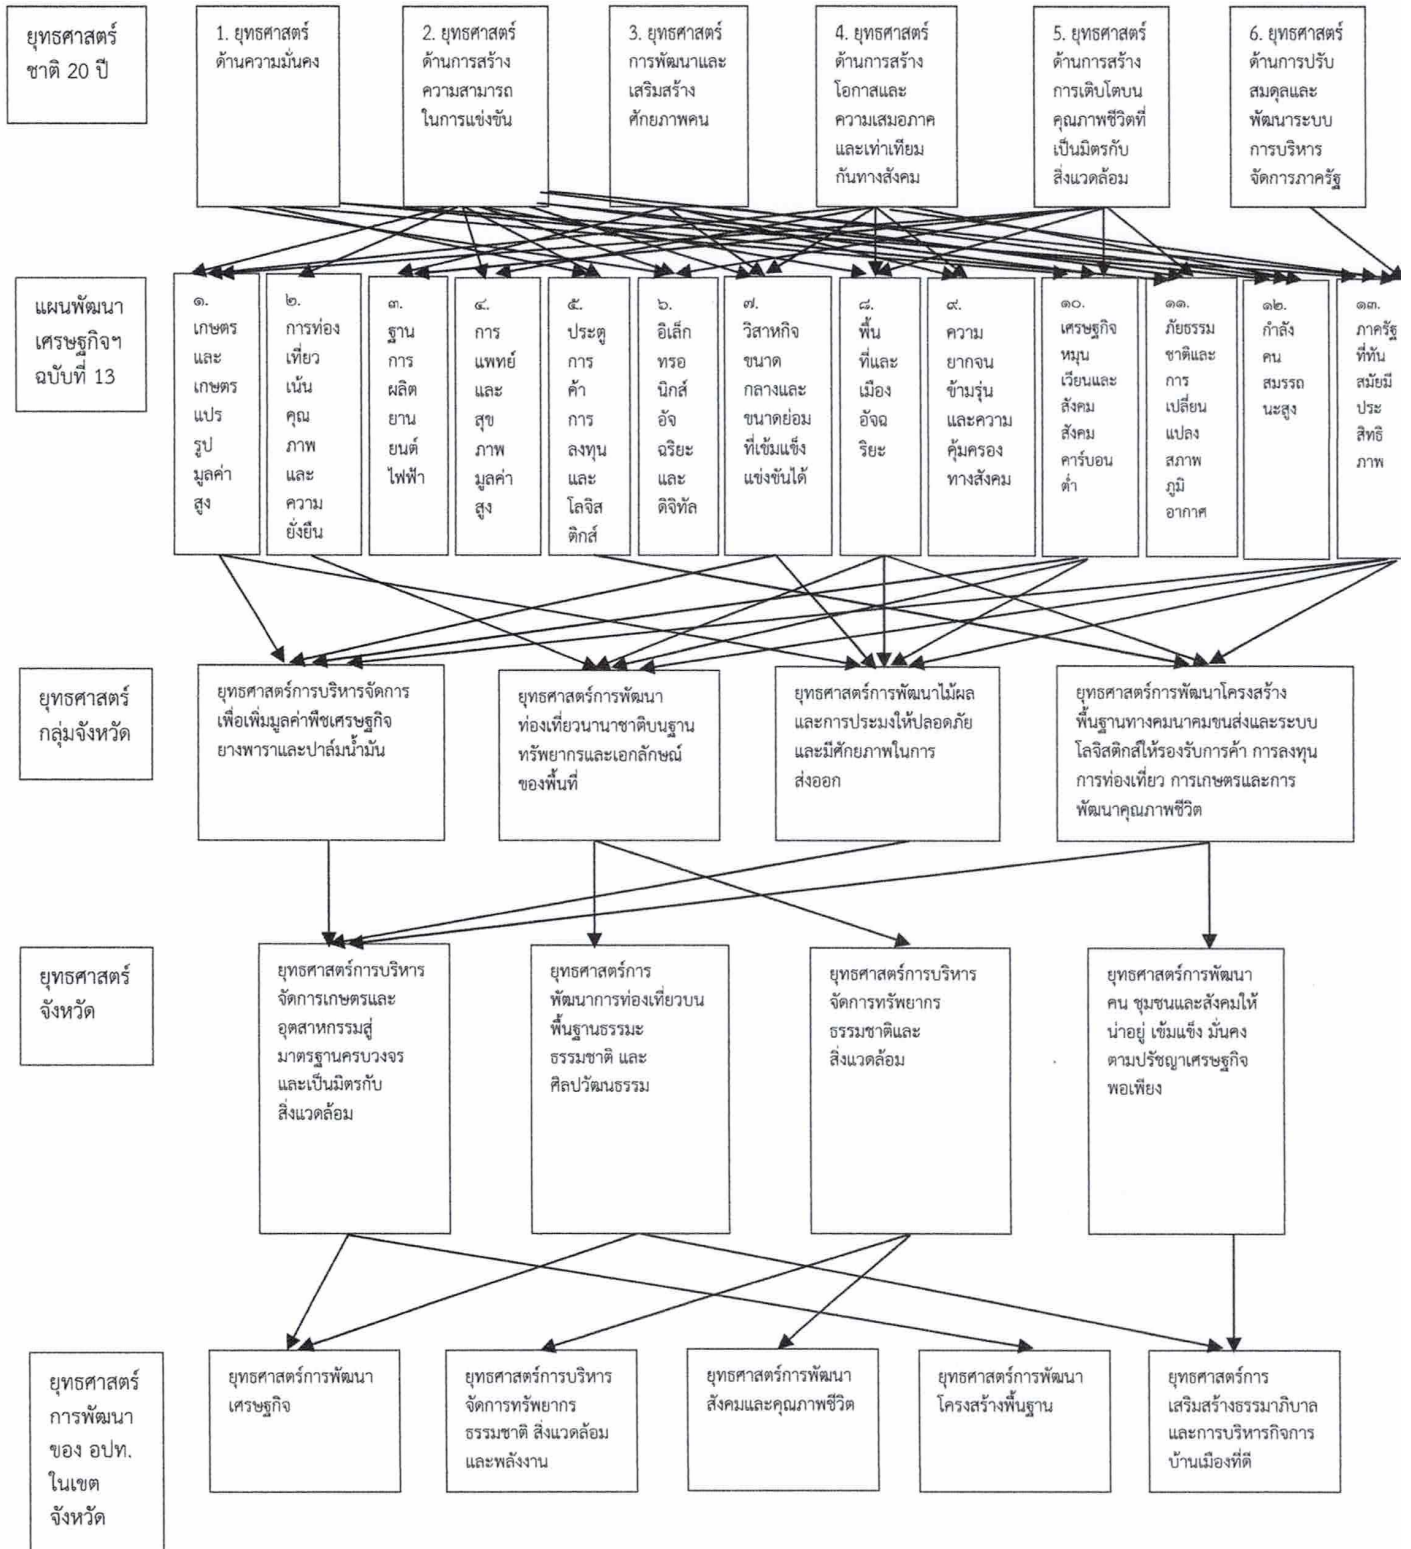 ยุทธศาสตร์
ชาติ 20 ปี
1. ยุทธศาสตร์
ด้านความมั่นคง
2. ยุทธศาสตร์
ด้านการสร้าง
ความสามารถ
ในการแข่งขัน
3. ยุทธศาสตร์
การพัฒนาและ
เสริมสร้าง
ศักยภาพคน
4. ยุทธศาสตร์
ด้านการสร้าง
โอกาสและ
ความเสมอภาค
และเท่าเทียม
กันทางสังคม
5. ยุทธศาสตร์
ด้านการสร้าง
การเติบโตบน
คุณภาพชีวิตที่
เป็นมิตรกับ
สิ่งแวดล้อม
6. ยุทธศาสตร์
ด้านการปรับ
สมดุลและ
พัฒนาระบบ
การบริหาร
จัดการภาครัฐ
แผนพัฒนา
เศรษฐกิจฯ
ฉบับที่ 13
๑.
เกษตร
และ
เกษตร
แปร
รูป
มูลค่า
สูง
๒.
การท่อง
เที่ยว
เน้น
คุณ
ภาพ
และ
ความ
ยั่งยืน
๓.
ฐาน
การ
ผลิต
ยาน
ยนต์
ไฟฟ้า
๔.
การ
แพทย์
และ
สุข
ภาพ
มูลค่า
สูง
๕.
ประตู
การ
ค้า
การ
ลงทุน
และ
โลจิส
ติกส์
๖.
อิเล็ก
ทรอ
นิกส์
อัจ
ฉริยะ
และ
ดิจิทัล
๗.
วิสาหกิจ
ขนาด
กลางและ
ขนาดย่อม
ที่เข้มแข็ง
แข่งขันได้
๘.
พื้น
ที่และ
เมือง
อัจฉ
ริยะ
๙.
ความ
ยากจน
ข้ามรุ่น
และความ
คุ้มครอง
ทางสังคม
๑๐.
เศรษฐกิจ
หมุน
เวียนและ
สังคม
สังคม
คาร์บอน
ต่ำ
๑๑.
ภัยธรรม
ชาติและ
การ
เปลี่ยน
แปลง
สภาพ
ภูมิ
อากาศ
๑๒.
กำลัง
คน
สมรรถ
นะสูง
๑๓.
ภาครัฐ
ที่ทัน
สมัยมี
ประ
สิทธิ
ภาพ
ยุทธศาสตร์
กลุ่มจังหวัด
ยุทธศาสตร์การบริหารจัดการ
เพื่อเพิ่มมูลค่าพืชเศรษฐกิจ
ยางพาราและปาล์มน้ำมัน
ยุทธศาสตร์การพัฒนา
ท่องเที่ยวนานาชาติบนฐาน
ทรัพยากรและเอกลักษณ์
ของพื้นที่
ยุทธศาสตร์การพัฒนาไม้ผล
และการประมงให้ปลอดภัย
และมีศักยภาพในการ
ส่งออก
ยุทธศาสตร์การพัฒนาโครงสร้าง
พื้นฐานทางคมนาคมขนส่งและระบบ
โลจิสติกส์ให้รองรับการค้า การลงทุน
การท่องเที่ยว การเกษตรและการ
พัฒนาคุณภาพชีวิต
ยุทธศาสตร์
จังหวัด
ยุทธศาสตร์การบริหาร
จัดการเกษตรและ
อุตสาหกรรมสู่
มาตรฐานครบวงจร
และเป็นมิตรกับ
สิ่งแวดล้อม
ยุทธศาสตร์การ
พัฒนาการท่องเที่ยวบน
พื้นฐานธรรมะ
ธรรมชาติ และ
ศิลปวัฒนธรรม
ยุทธศาสตร์การบริหาร
จัดการทรัพยากร
ธรรมชาติและ
สิ่งแวดล้อม
ยุทธศาสตร์การพัฒนา
คน ชุมชนและสังคมให้
น่าอยู่ เข้มแข็ง มั่นคง
ตามปรัชญาเศรษฐกิจ
พอเพียง
ยุทธศาสตร์
การพัฒนา
ของ อปท.
ในเขต
จังหวัด
ยุทธศาสตร์การพัฒนา
เศรษฐกิจ
ยุทธศาสตร์การบริหาร
จัดการทรัพยากร
ธรรมชาติ สิ่งแวดล้อม
และพลังงาน
ยุทธศาสตร์การพัฒนา
สังคมและคุณภาพชีวิต
ยุทธศาสตร์การพัฒนา
โครงสร้างพื้นฐาน
ยุทธศาสตร์การ
เสริมสร้างธรรมาภิบาล
และการบริหารกิจการ
บ้านเมืองที่ดี